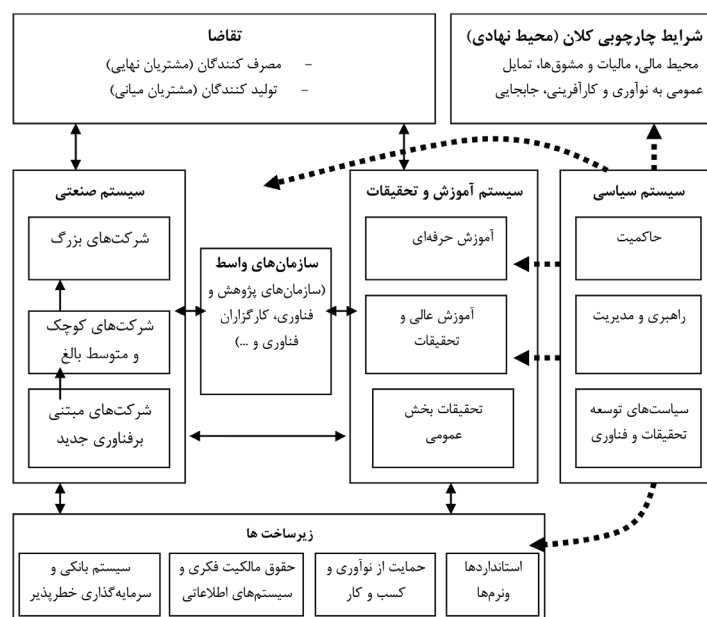 شرایط چارچوبی کلان (محیط نهادی)
محیط مالی، مالیات و مشوق‌ها، تمایل
عمومی به نوآوری و کارآفرینی، جابجایی
تقاضا
- مصرف کنندگان (مشتریان نهایی)
- تولید کنندگان (مشتریان میانی)
سیستم سیاسی
حاکمیت
راهبری و مدیریت
سیاست‌های توسعه
تحقیقات و فناوری
سیستم آموزش و تحقیقات
آموزش حرفه‌ای
آموزش عالی و
تحقیقات
تحقیقات بخش
عمومی
سازمان‌های واسط
(سازمان‌های پژوهش و
فناوری، کارگزاران
فناوری و ...)
سیستم صنعتی
شرکت‌های بزرگ
شرکت‌های کوچک
و متوسط بالغ
شرکت‌های مبتنی
برفناوری جدید
زیرساخت ها
استانداردها
ونرم‌ها
حمایت از نوآوری و
کسب و کار
حقوق مالکیت فکری و
سیستم‌های اطلاعاتی
سیستم بانکی و
سرمایه‌گذاری خطرپذیر